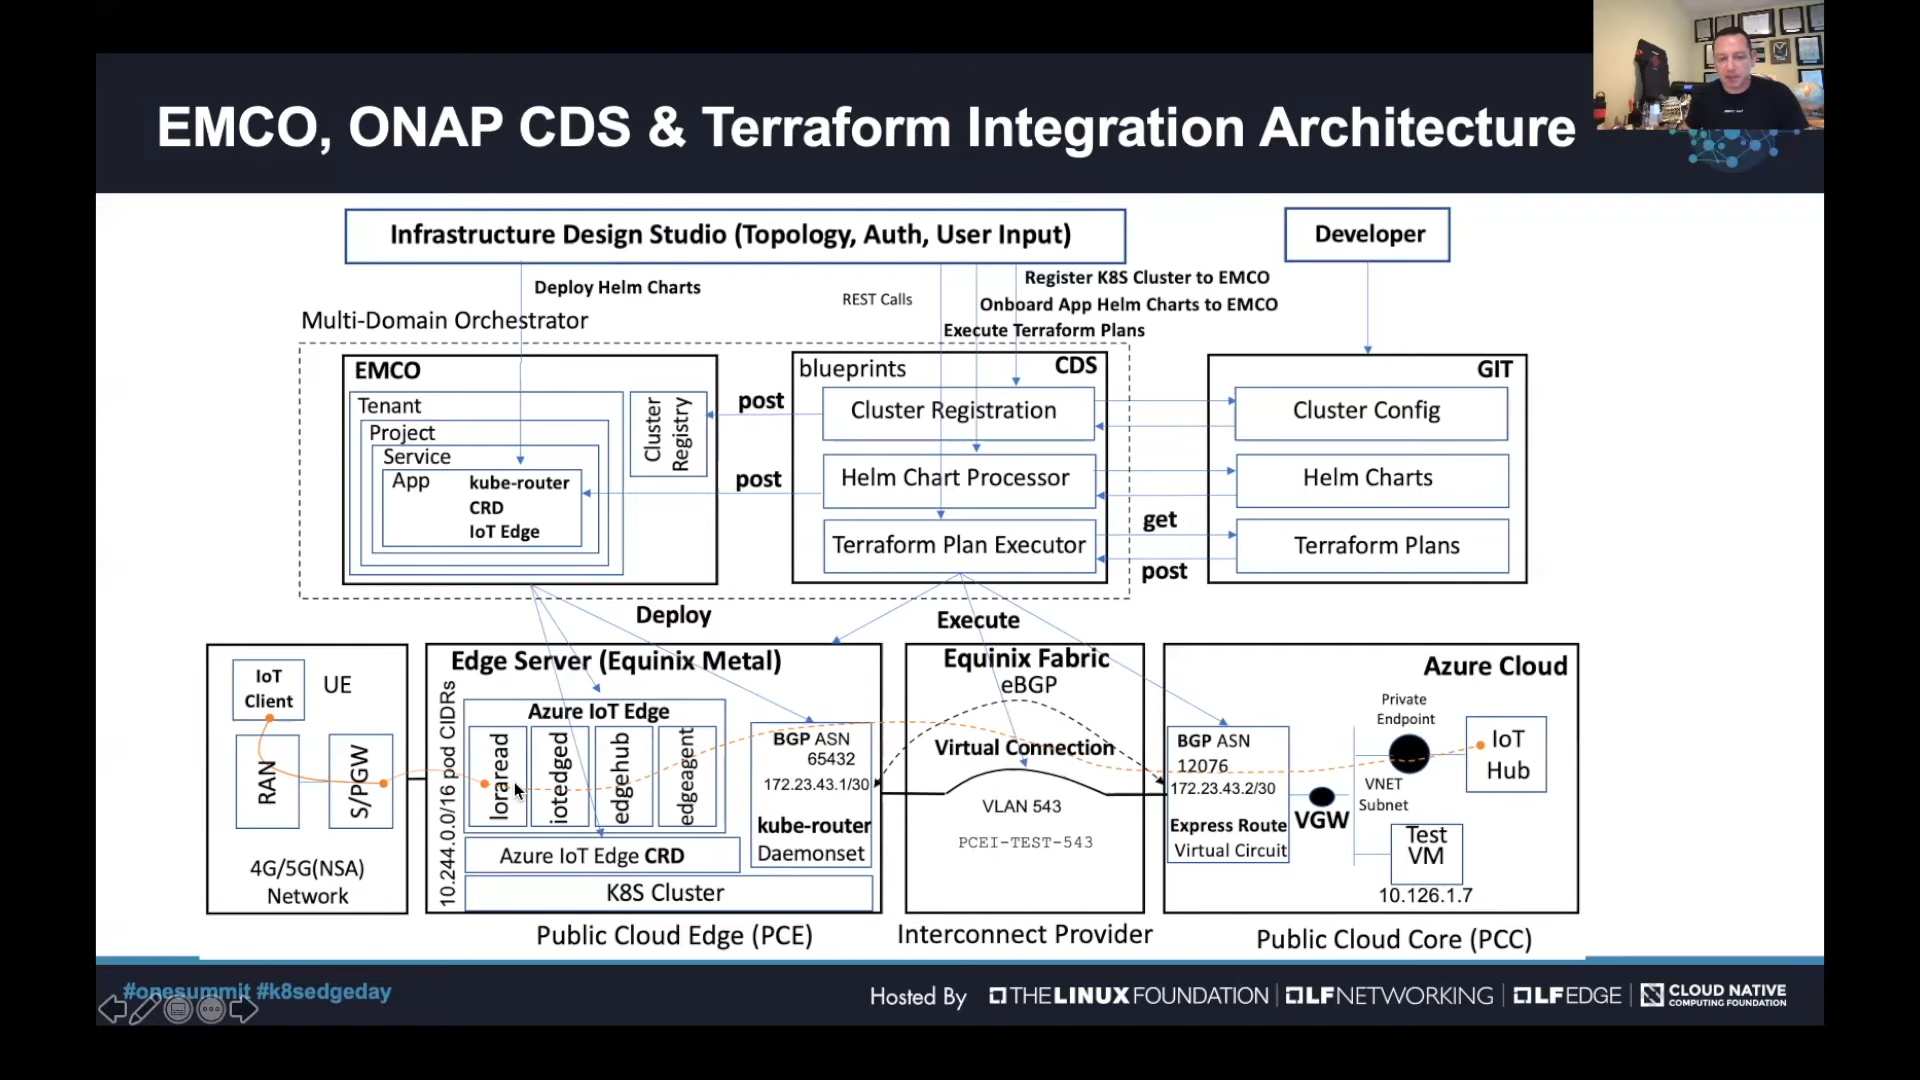 EMCO, ONAP CDS & Terraform Integration Architecture
Infrastructure Design Studio (Topology, Auth, User Input)
Developer
Deploy Helm Charts
REST Calls
Register K8S Cluster to EMCO
Onboard App Helm Charts to EMCO
Execute Terraform Plans
Multi-Domain Orchestrator
EMCO
Tenant
Project
Service
App
kube-router
CRD
IoT Edge
Cluster
Registry
post
post
blueprints
CDS
Cluster Registration
Helm Chart Processor
Terraform Plan Executor
get
post
GIT
Cluster Config
Helm Charts
Terraform Plans
Deploy
Execute
IoT
Client
UE
RAN
S/PGW
4G/5G(NSA)
Network
Edge Server (Equinix Metal)
10.244.0.0/16 pod CIDRs
Azure IoT Edge
loraread
iotedged
edgehub
edgeagent
Azure IoT Edge CRD
K8S Cluster
BGP ASN
65432
172.23.43.1/30
kube-router
Daemonset
Equinix Fabric
eBGP
Virtual Connection
VLAN 543
PCEI-TEST-543
Azure Cloud
BGP ASN
12076
172.23.43.2/30
Express Route
Virtual Circuit
VGW
Private
Endpoint
VNET
Subnet
IoT
Hub
Test
VM
10.126.1.7
Public Cloud Edge (PCE)
Interconnect Provider
Public Cloud Core (PCC)
#onesummit #k8sedgeday
Hosted By
THE LINUX FOUNDATION
LFNETWORKING
LFEDGE
CLOUD NATIVE
COMPUTING FOUNDATION